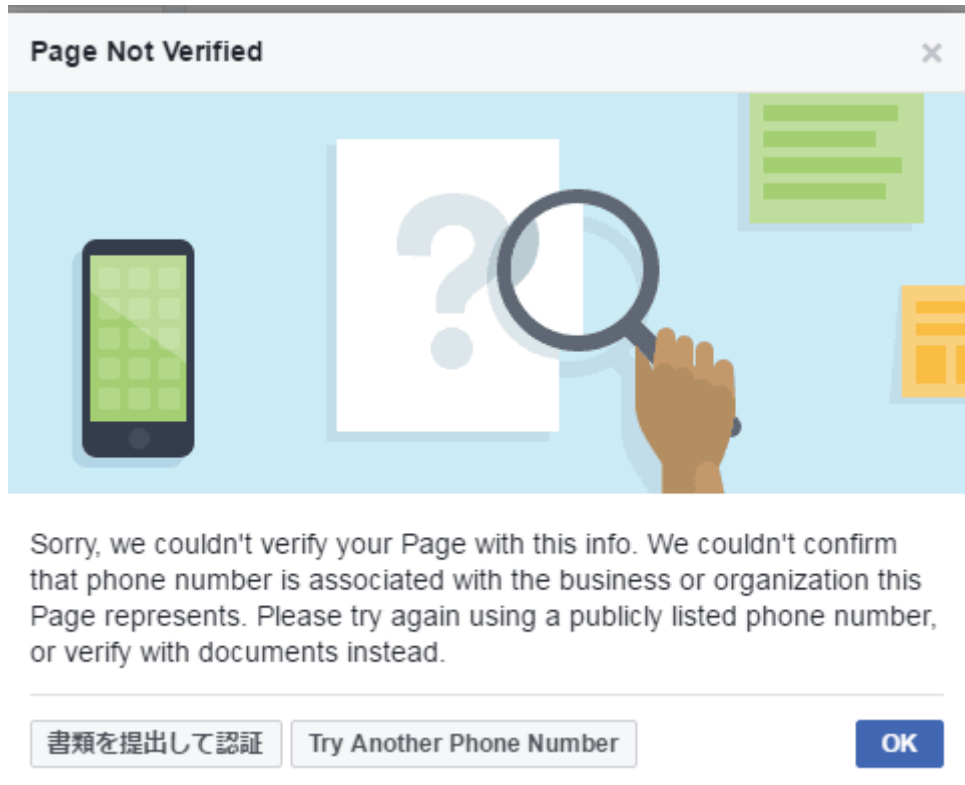 Page Not Verified
Sorry, we couldn't verify your Page with this info. We couldn't confirm
that phone number is associated with the business or organization this
Page represents. Please try again using a publicly listed phone number,
or verify with documents instead.
書類を提出して認証
Try Another Phone Number
OK